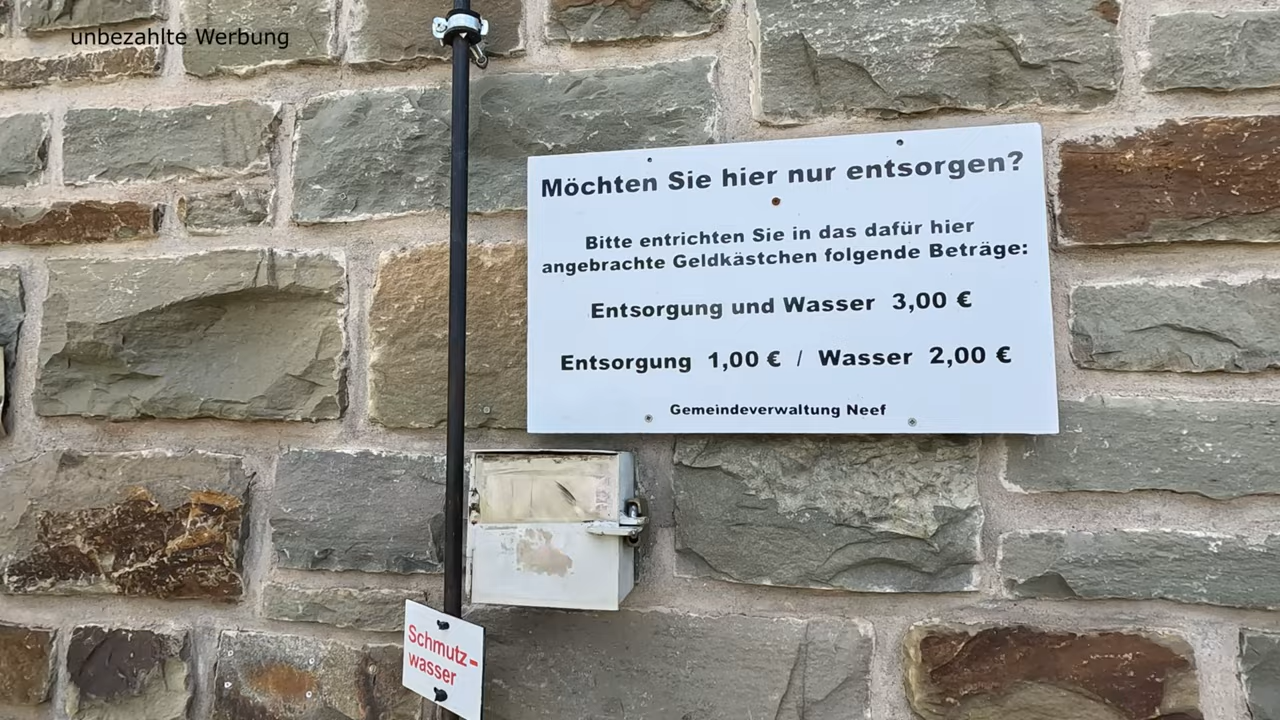 unbezahlte Werbung
Möchten Sie hier nur entsorgen?
Bitte entrichten Sie in das dafür hier
angebrachte Geldkästchen folgende Beträge:
Entsorgung und Wasser 3,00 €
Entsorgung 1,00 € / Wasser 2,00 €
Gemeindeverwaltung Neef
Schmutz-
wasser